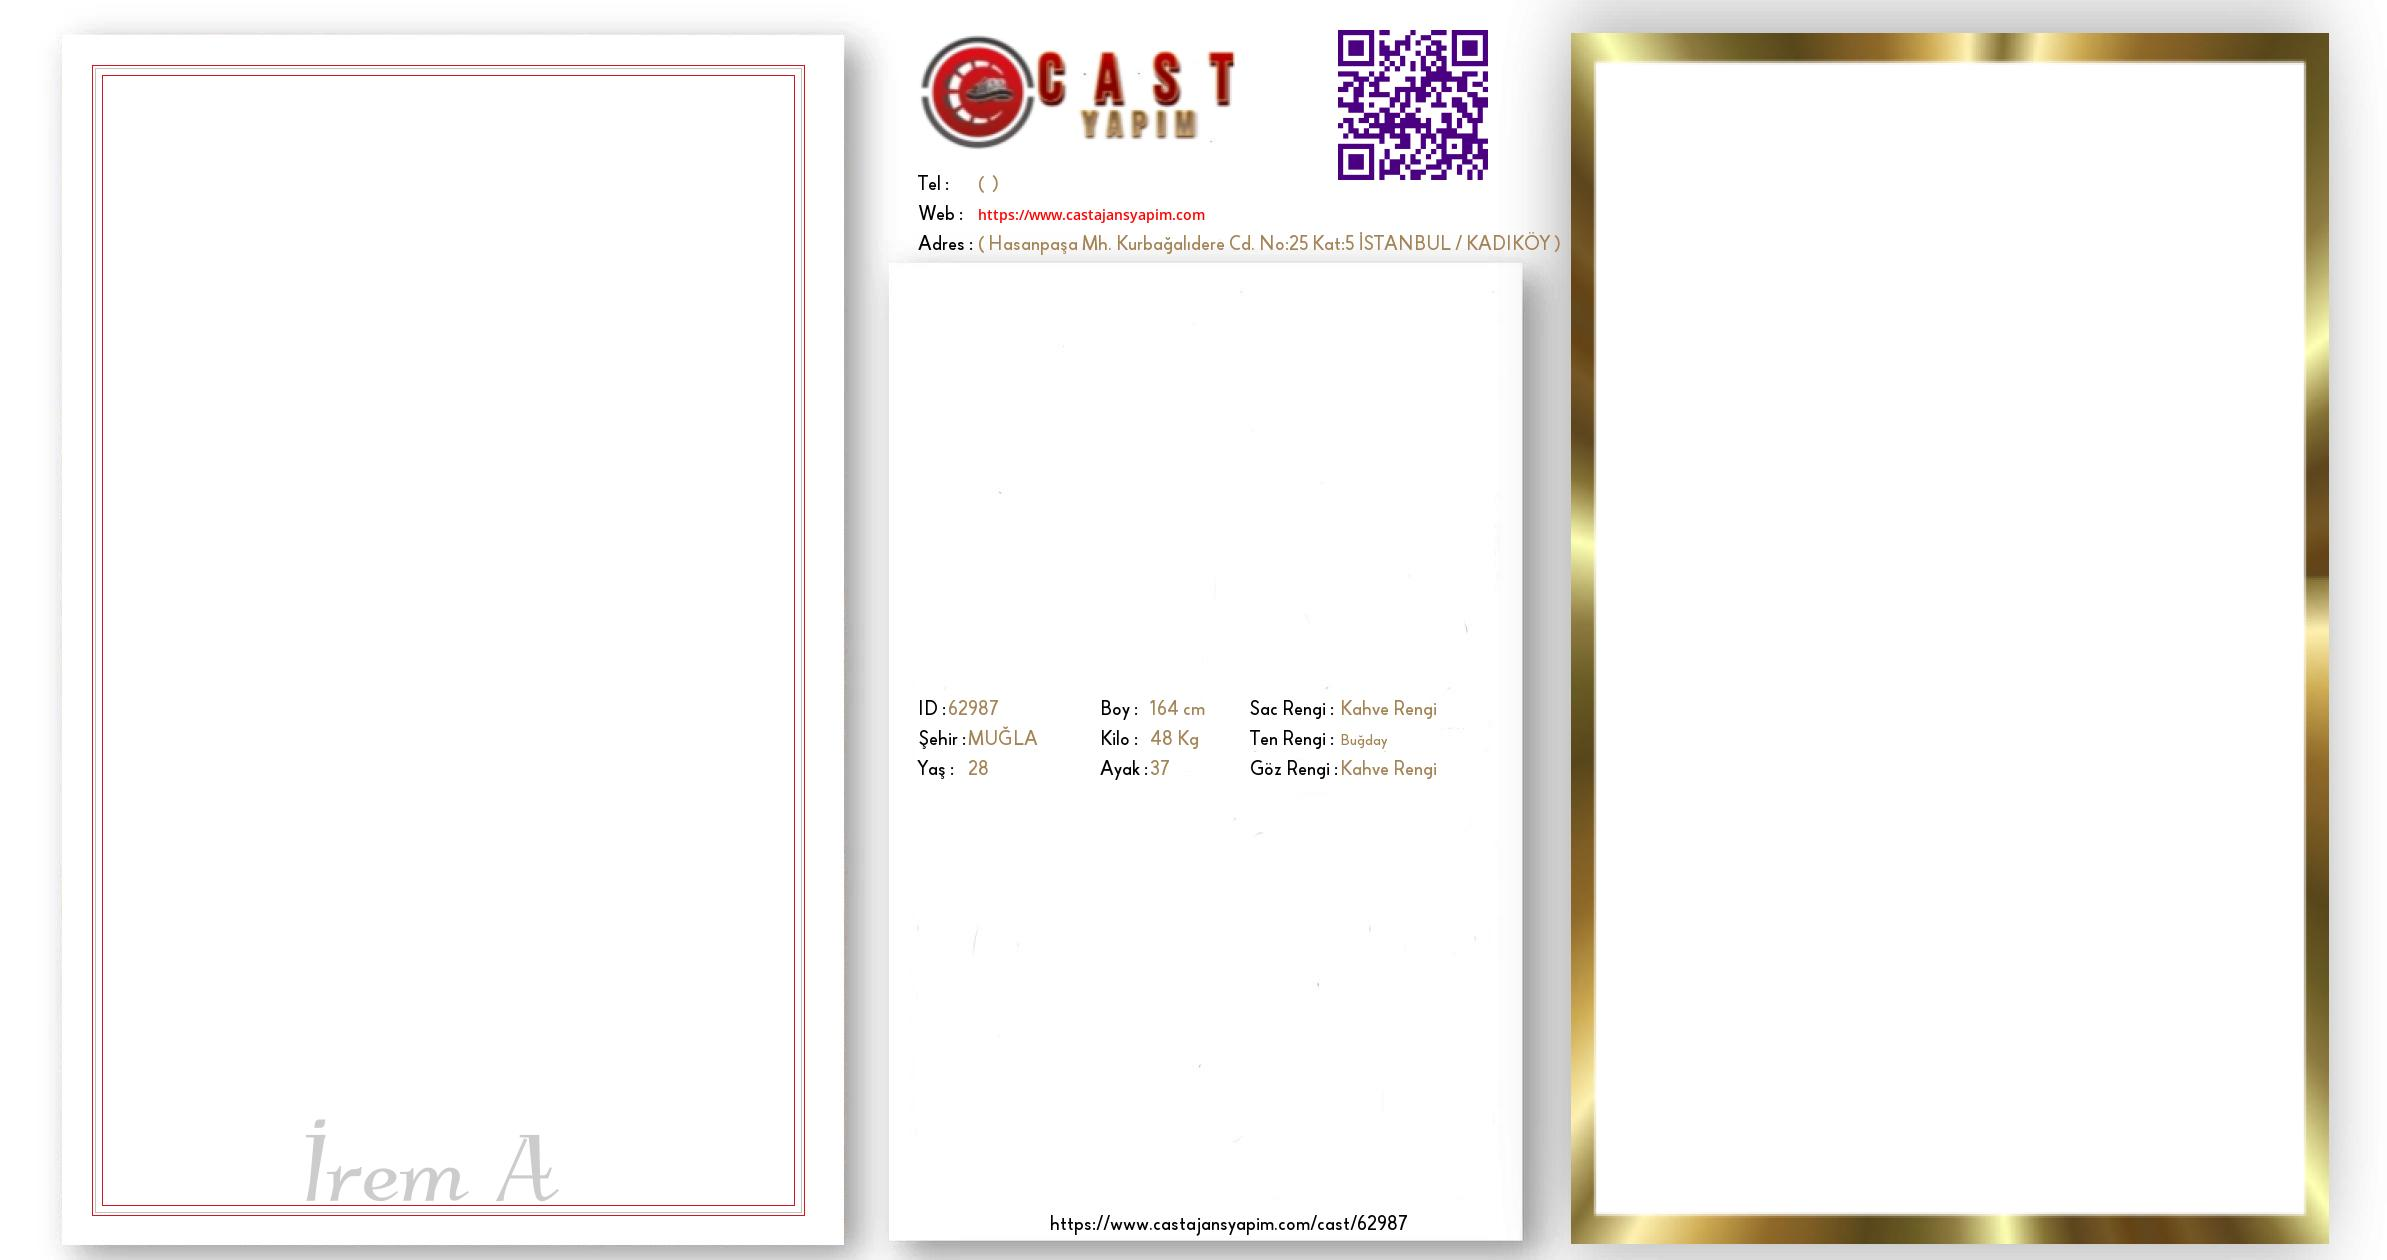 CAST
YAPIM
Tel : ( )
Web : https://www.castajansyapim.com
Adres : ( Hasanpaşa Mh. Kurbağalıdere Cd. No:25 Kat:5 İSTANBUL / KADIKÖY )
ID : 62987 Boy : 164 cm Sac Rengi : Kahve Rengi
Şehir : MUĞLA Kilo : 48 Kg Ten Rengi : Buğday
Yaş : 28 Ayak : 37 Göz Rengi : Kahve Rengi
İrem A
https://www.castajansyapim.com/cast/62987